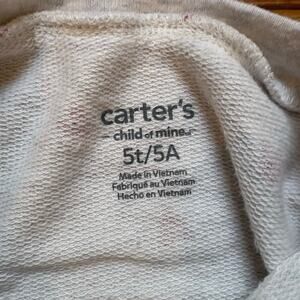 carter's
child of mine
5t/5A
Made in Vietnam
Fabriqué au Vietnam
Hecho en Vietnam